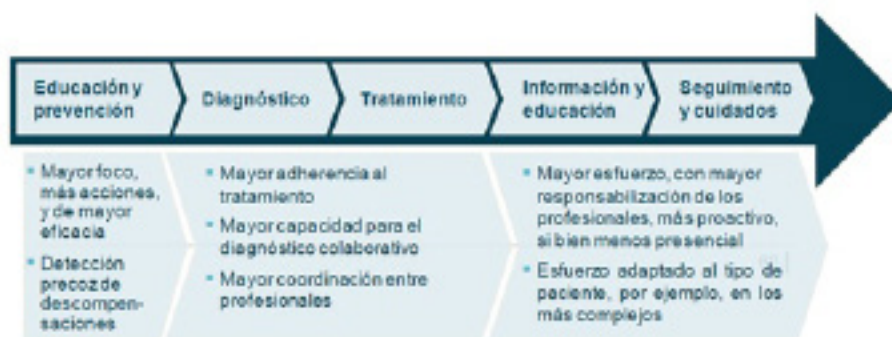 Educación y
prevención
Diagnóstico
Tratamiento
Información y
educación
Seguimiento
y cuidados
Mayor foco,
más acciones,
y de mayor
eficacia
Detección
precoz de
descompen-
saciones
Mayor adherencia al
tratamiento
Mayor capacidad para el
diagnóstico colaborativo
Mayor coordinación entre
profesionales
Mayor esfuerzo, con mayor
responsabilización de los
profesionales, más proactivo,
si bien menos presencial
Esfuerzo adaptado al tipo de
paciente, por ejemplo, en los
más complejos